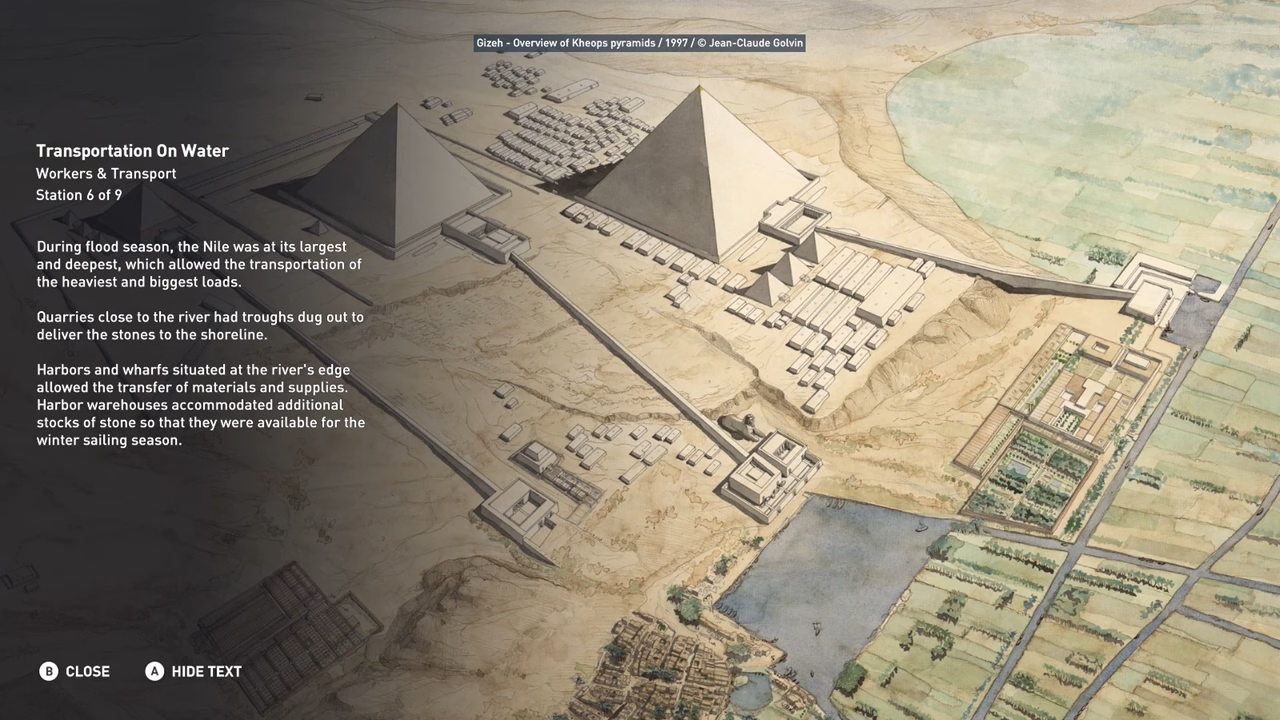 Gizeh - Overview of Kheops pyramids / 1997 / © Jean-Claude Golvin
Transportation On Water
Workers & Transport
Station 6 of 9
During flood season, the Nile was at its largest
and deepest, which allowed the transportation of
the heaviest and biggest loads.
Quarries close to the river had troughs dug out to
deliver the stones to the shoreline.
Harbors and wharfs situated at the river's edge
allowed the transfer of materials and supplies.
Harbor warehouses accommodated additional
stocks of stone so that they were available for the
winter sailing season.
B CLOSE
A HIDE TEXT